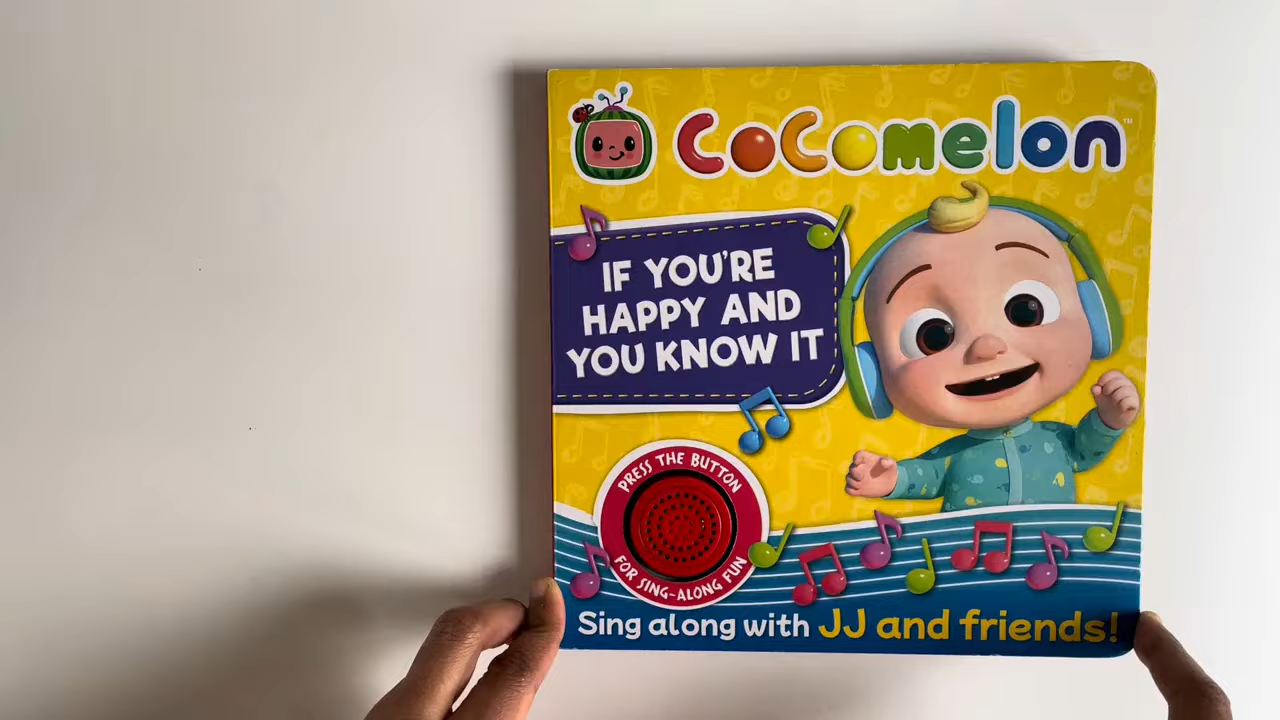 CoComelon™
IF YOU'RE
HAPPY AND
YOU KNOW IT
PRESS THE BUTTON
FOR SING-ALONG FUN
Sing along with JJ and friends!